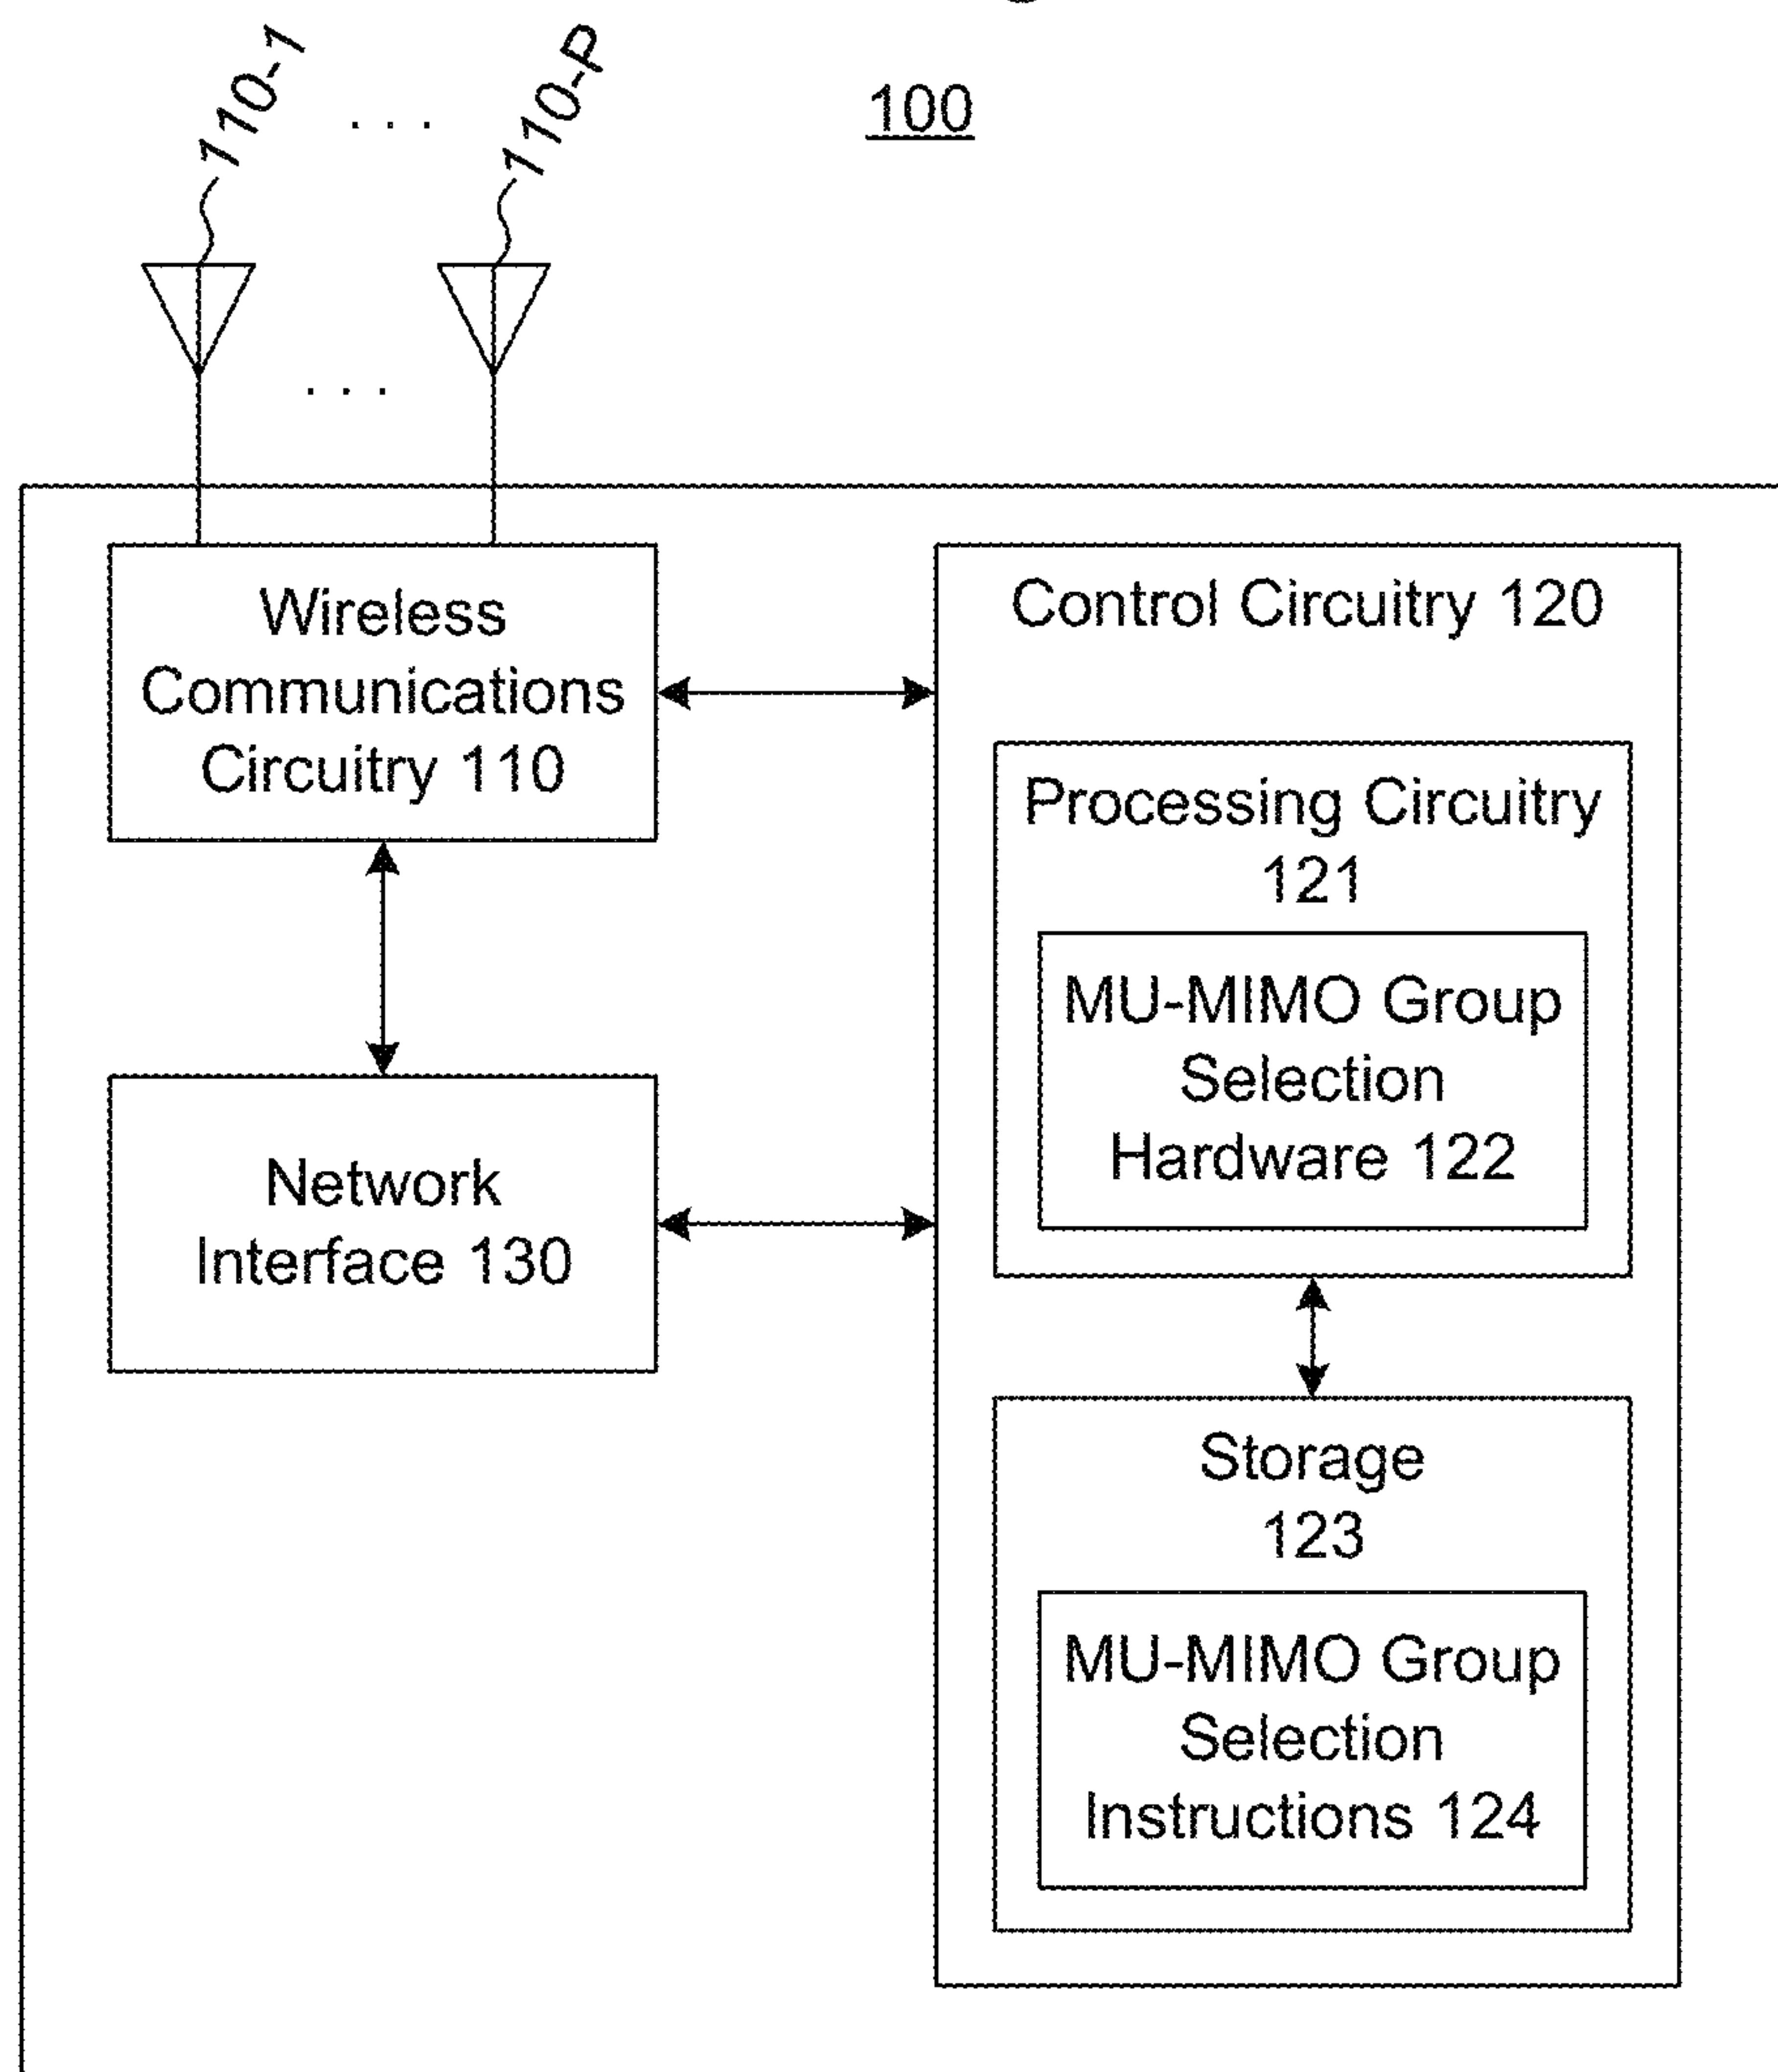 110-1
. . .
110-P
100
. . .
Wireless
Communications
Circuitry 110
Control Circuitry 120
Processing Circuitry
121
MU-MIMO Group
Selection
Hardware 122
Network
Interface 130
Storage
123
MU-MIMO Group
Selection
Instructions 124